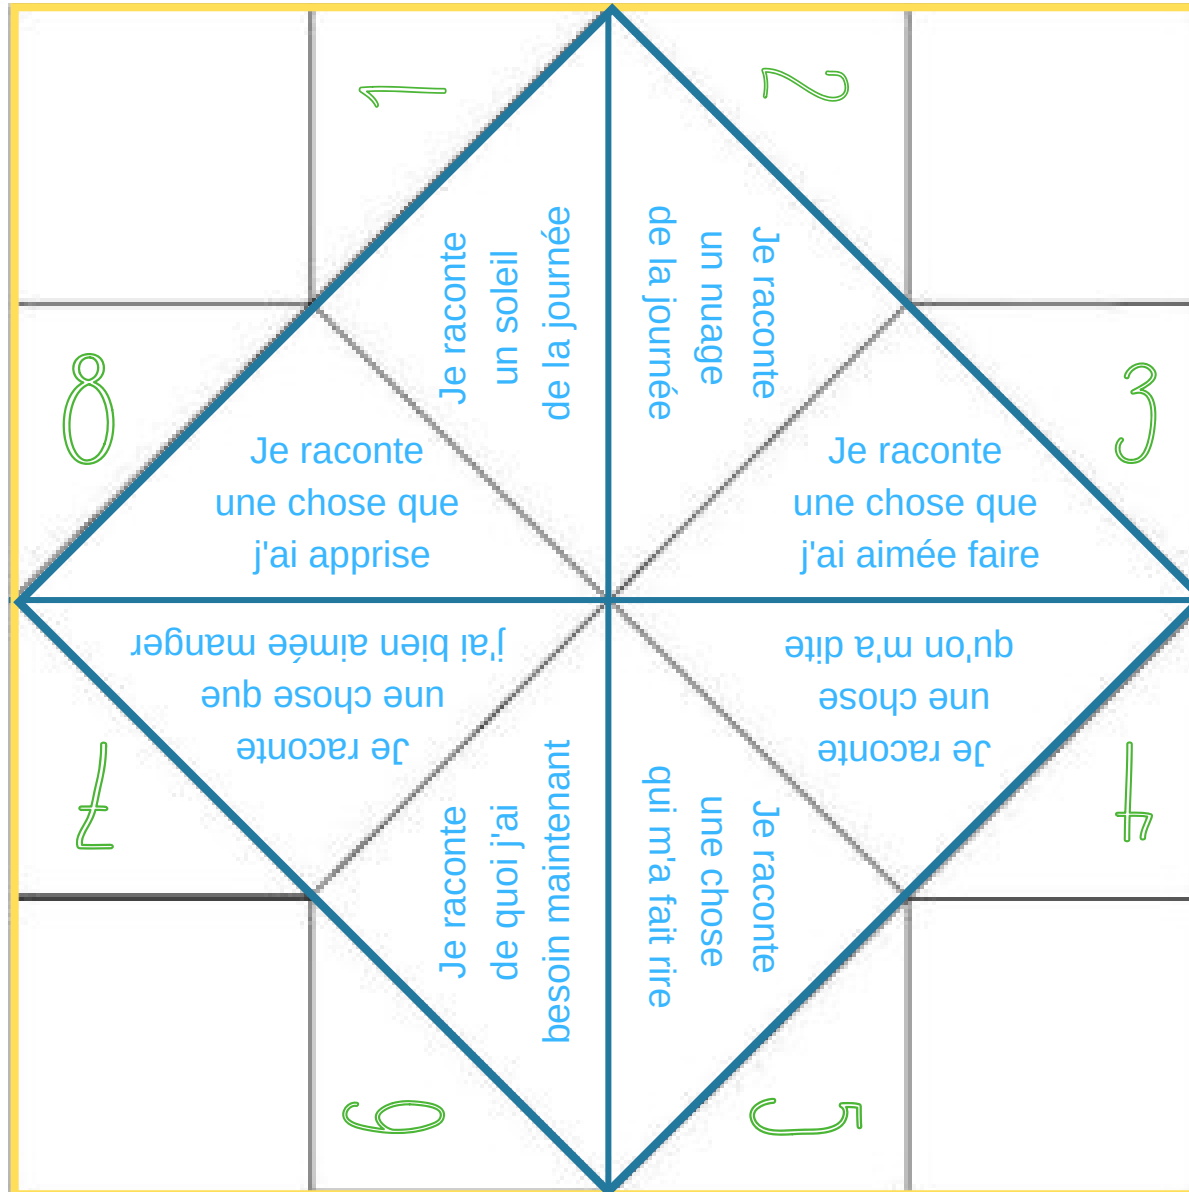 1
Je raconte
un soleil
de la journée
2
Je raconte
un nuage
de la journée
3
Je raconte
une chose que
j'ai aimée faire
4
Je raconte
une chose
qu'on m'a dite
5
Je raconte
une chose
qui m'a fait rire
6
Je raconte
de quoi j'ai
besoin maintenant
7
Je raconte
une chose que
j'ai bien aimée manger
8
Je raconte
une chose que
j'ai apprise